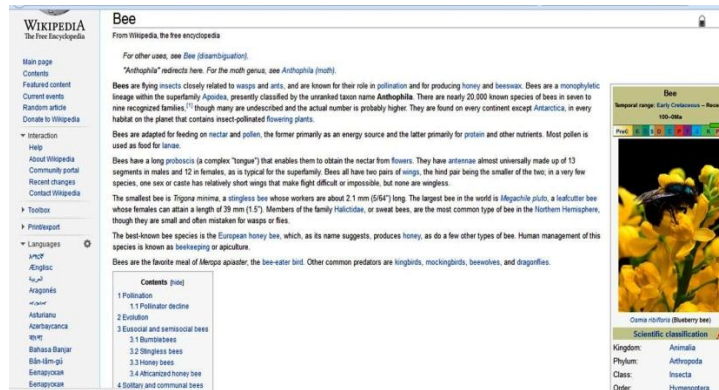 WIKIPEDIA
The Free Encyclopedia
Main page
Contents
Featured content
Current events
Random article
Donate to Wikipedia
Interaction
Help
About Wikipedia
Community portal
Recent changes
Contact Wikipedia
Toolbox
Print/export
Languages
አማርኛ
Ænglisc
العربية
Aragonés
Asturianu
Azərbaycanca
বাংলা
Bahasa Banjar
Bân-lâm-gú
Беларуская
Беларуская
Bee
From Wikipedia, the free encyclopedia
For other uses, see Bee (disambiguation).
"Anthophila" redirects here. For the moth genus, see Anthophila (moth).
Bees are flying insects closely related to wasps and ants, and are known for their role in pollination and for producing honey and beeswax. Bees are a monophyletic
lineage within the superfamily Apoidea, presently classified by the unranked taxon name Anthophila. There are nearly 20,000 known species of bees in seven to
nine recognized families,[1] though many are undescribed and the actual number is probably higher. They are found on every continent except Antarctica, in every
habitat on the planet that contains insect-pollinated flowering plants.
Bees are adapted for feeding on nectar and pollen, the former primarily as an energy source and the latter primarily for protein and other nutrients. Most pollen is
used as food for larvae.
Bees have a long proboscis (a complex "tongue") that enables them to obtain the nectar from flowers. They have antennae almost universally made up of 13
segments in males and 12 in females, as is typical for the superfamily. Bees all have two pairs of wings, the hind pair being the smaller of the two; in a very few
species, one sex or caste has relatively short wings that make flight difficult or impossible, but none are wingless.
The smallest bee is Trigona minima, a stingless bee whose workers are about 2.1 mm (5/64") long. The largest bee in the world is Megachile pluto, a leafcutter bee
whose females can attain a length of 39 mm (1.5"). Members of the family Halictidae, or sweat bees, are the most common type of bee in the Northern Hemisphere,
though they are small and often mistaken for wasps or flies.
The best-known bee species is the European honey bee, which, as its name suggests, produces honey, as do a few other types of bee. Human management of this
species is known as beekeeping or apiculture.
Bees are the favorite meal of Merops apiaster, the bee-eater bird. Other common predators are kingbirds, mockingbirds, beewolves, and dragonflies.
Contents [hide]
1 Pollination
1.1 Pollinator decline
2 Evolution
3 Eusocial and semisocial bees
3.1 Bumblebees
3.2 Stingless bees
3.3 Honey bees
3.4 Africanized honey bee
4 Solitary and communal bees
Bee
Temporal range: Early Cretaceous – Rece
100–0Ma
PreЄ Є O S D C P T J K P
Osmia ribifloris (Blueberry bee)
Scientific classification
Kingdom: Animalia
Phylum: Arthropoda
Class: Insecta
Order: Hymenoptera